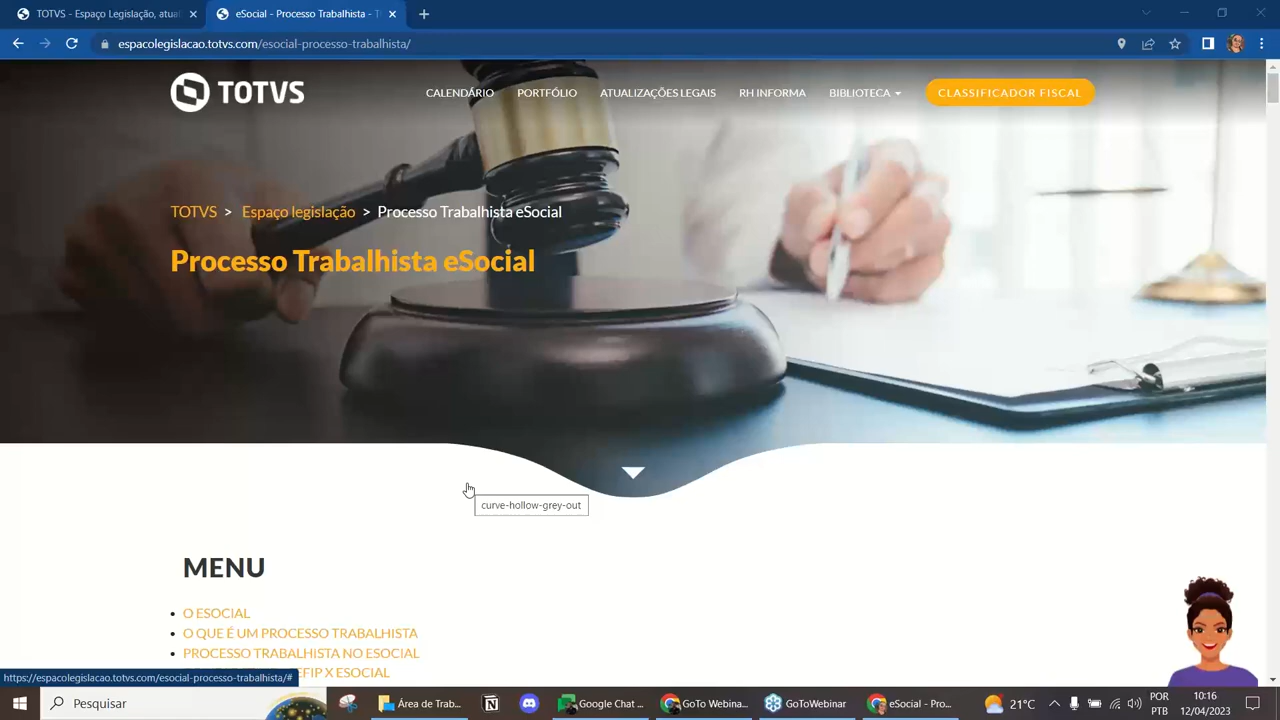 TOTVS - Espaço Legislação, atual
eSocial - Processo Trabalhista - T
espacolegislacao.totvs.com/esocial-processo-trabalhista/
TOTVS
CALENDÁRIO
PORTFÓLIO
ATUALIZAÇÕES LEGAIS
RH INFORMA
BIBLIOTECA
CLASSIFICADOR FISCAL
TOTVS > Espaço legislação > Processo Trabalhista eSocial
Processo Trabalhista eSocial
curve-hollow-grey-out
MENU
• O ESOCIAL
• O QUE É UM PROCESSO TRABALHISTA
• PROCESSO TRABALHISTA NO ESOCIAL
EFIP X ESOCIAL
https://espacolegislacao.totvs.com/esocial-processo-trabalhista/#
Pesquisar
Área de Trab...
Google Chat ...
GoTo Webina...
GoToWebinar
eSocial - Pro...
21°C
POR
PTB
10:16
12/04/2023